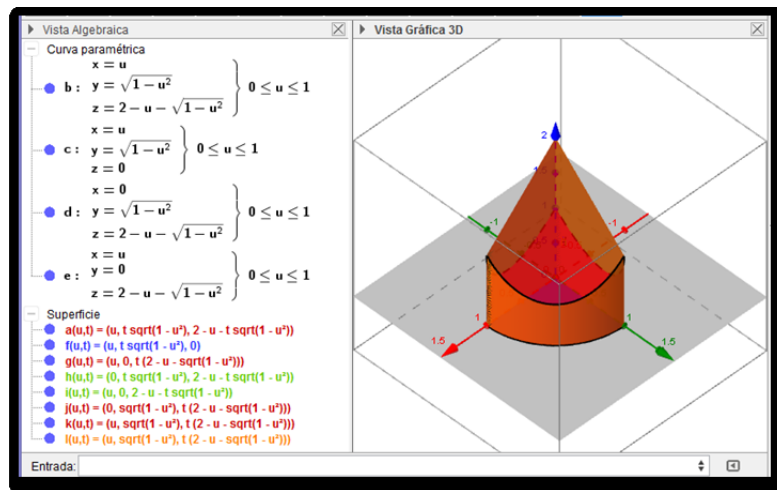 Vista Algebraica
Curva paramétrica
x = u
b : y = √1 − u² } 0 ≤ u ≤ 1
z = 2 − u − √1 − u²
x = u
c : y = √1 − u² } 0 ≤ u ≤ 1
z = 0
x = 0
d : y = √1 − u² } 0 ≤ u ≤ 1
z = 2 − u − √1 − u²
x = u
e : y = 0 } 0 ≤ u ≤ 1
z = 2 − u − √1 − u²
Superficie
a(u,t) = (u, t sqrt(1 - u²), 2 - u - t sqrt(1 - u²))
f(u,t) = (u, t sqrt(1 - u²), 0)
g(u,t) = (u, 0, t (2 - u - sqrt(1 - u²)))
h(u,t) = (0, t sqrt(1 - u²), 2 - u - t sqrt(1 - u²))
i(u,t) = (u, 0, 2 - u - t sqrt(1 - u²))
j(u,t) = (0, sqrt(1 - u²), t (2 - u - sqrt(1 - u²)))
k(u,t) = (u, sqrt(1 - u²), t (2 - u - sqrt(1 - u²)))
l(u,t) = (u, sqrt(1 - u²), t (2 - u - sqrt(1 - u²)))
Vista Gráfica 3D
2
-1
-1
1
1
1.5
1.5
Entrada: